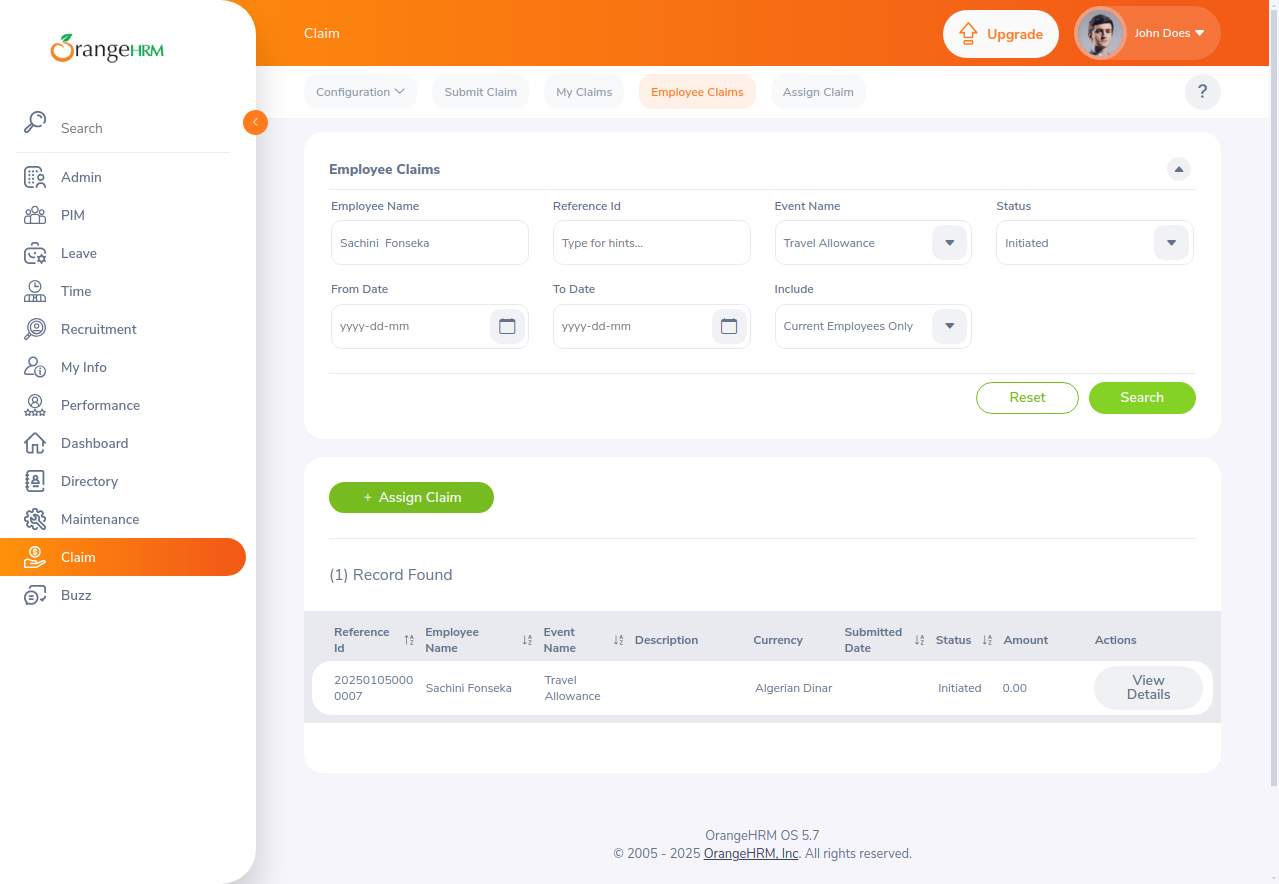 OrangeHRM
Claim
Upgrade
John Does
Configuration
Submit Claim
My Claims
Employee Claims
Assign Claim
?
Search
Admin
PIM
Leave
Time
Recruitment
My Info
Performance
Dashboard
Directory
Maintenance
Claim
Buzz
Employee Claims
Employee Name
Reference Id
Event Name
Status
Sachini  Fonseka
Type for hints...
Travel Allowance
Initiated
From Date
To Date
Include
yyyy-dd-mm
yyyy-dd-mm
Current Employees Only
Reset
Search
+ Assign Claim
(1) Record Found
Reference
Id
Employee
Name
Event
Name
Description
Currency
Submitted
Date
Status
Amount
Actions
20250105000
0007
Sachini Fonseka
Travel
Allowance
Algerian Dinar
Initiated
0.00
View
Details
OrangeHRM OS 5.7
© 2005 - 2025 OrangeHRM, Inc. All rights reserved.